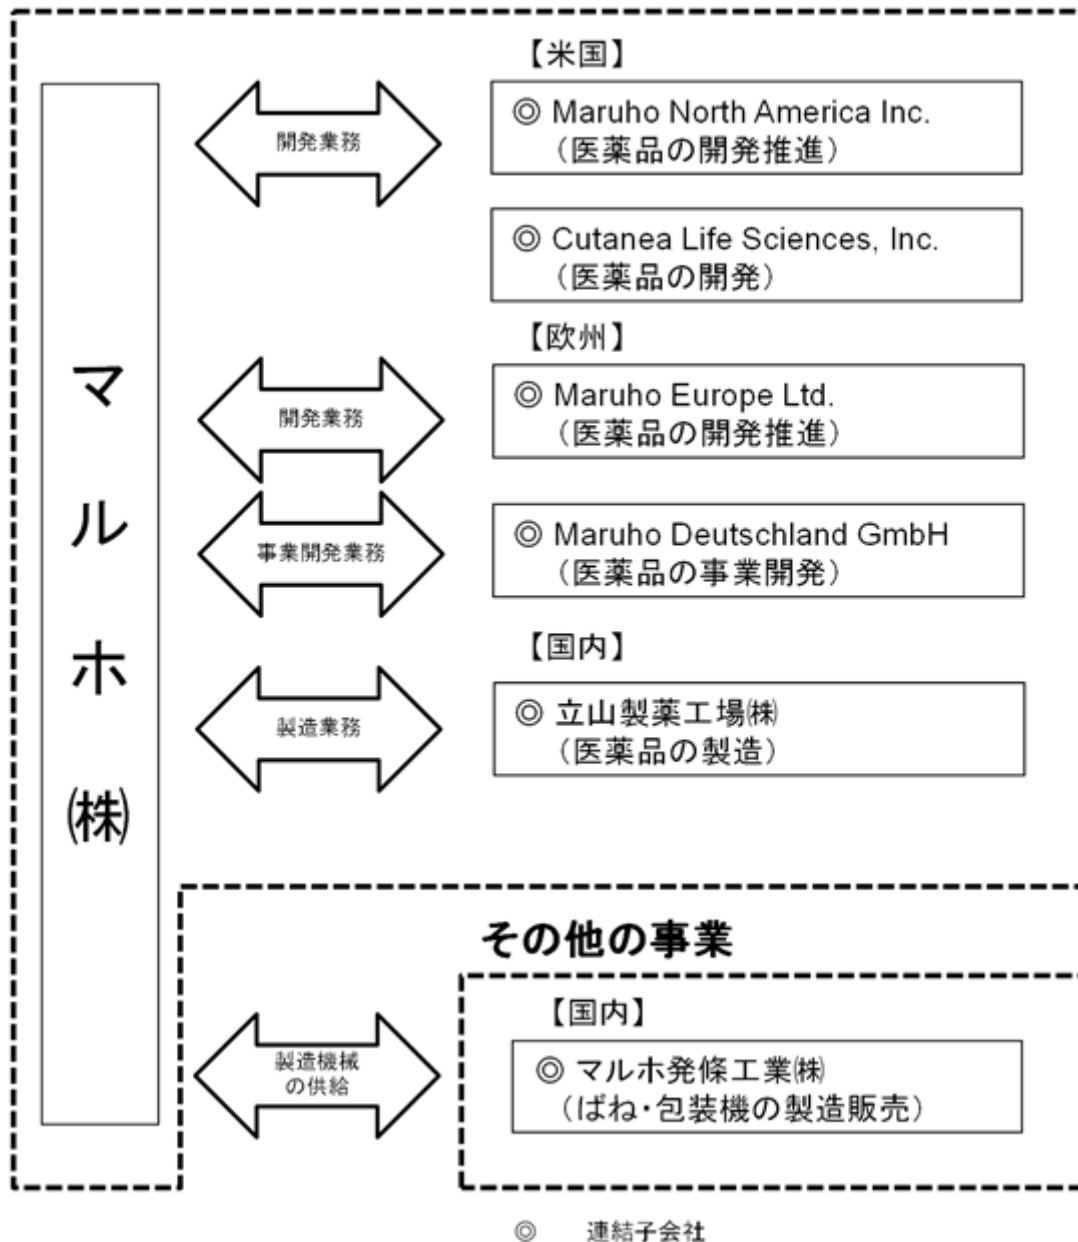 【米国】
開発業務
◎ Maruho North America Inc.
（医薬品の開発推進）
◎ Cutanea Life Sciences, Inc.
（医薬品の開発）
【欧州】
開発業務
◎ Maruho Europe Ltd.
（医薬品の開発推進）
事業開発業務
◎ Maruho Deutschland GmbH
（医薬品の事業開発）
【国内】
製造業務
◎ 立山製薬工場㈱
（医薬品の製造）
マルホ㈱
その他の事業
【国内】
製造機械
の供給
◎ マルホ発條工業㈱
（ばね・包装機の製造販売）
◎ 連結子会社